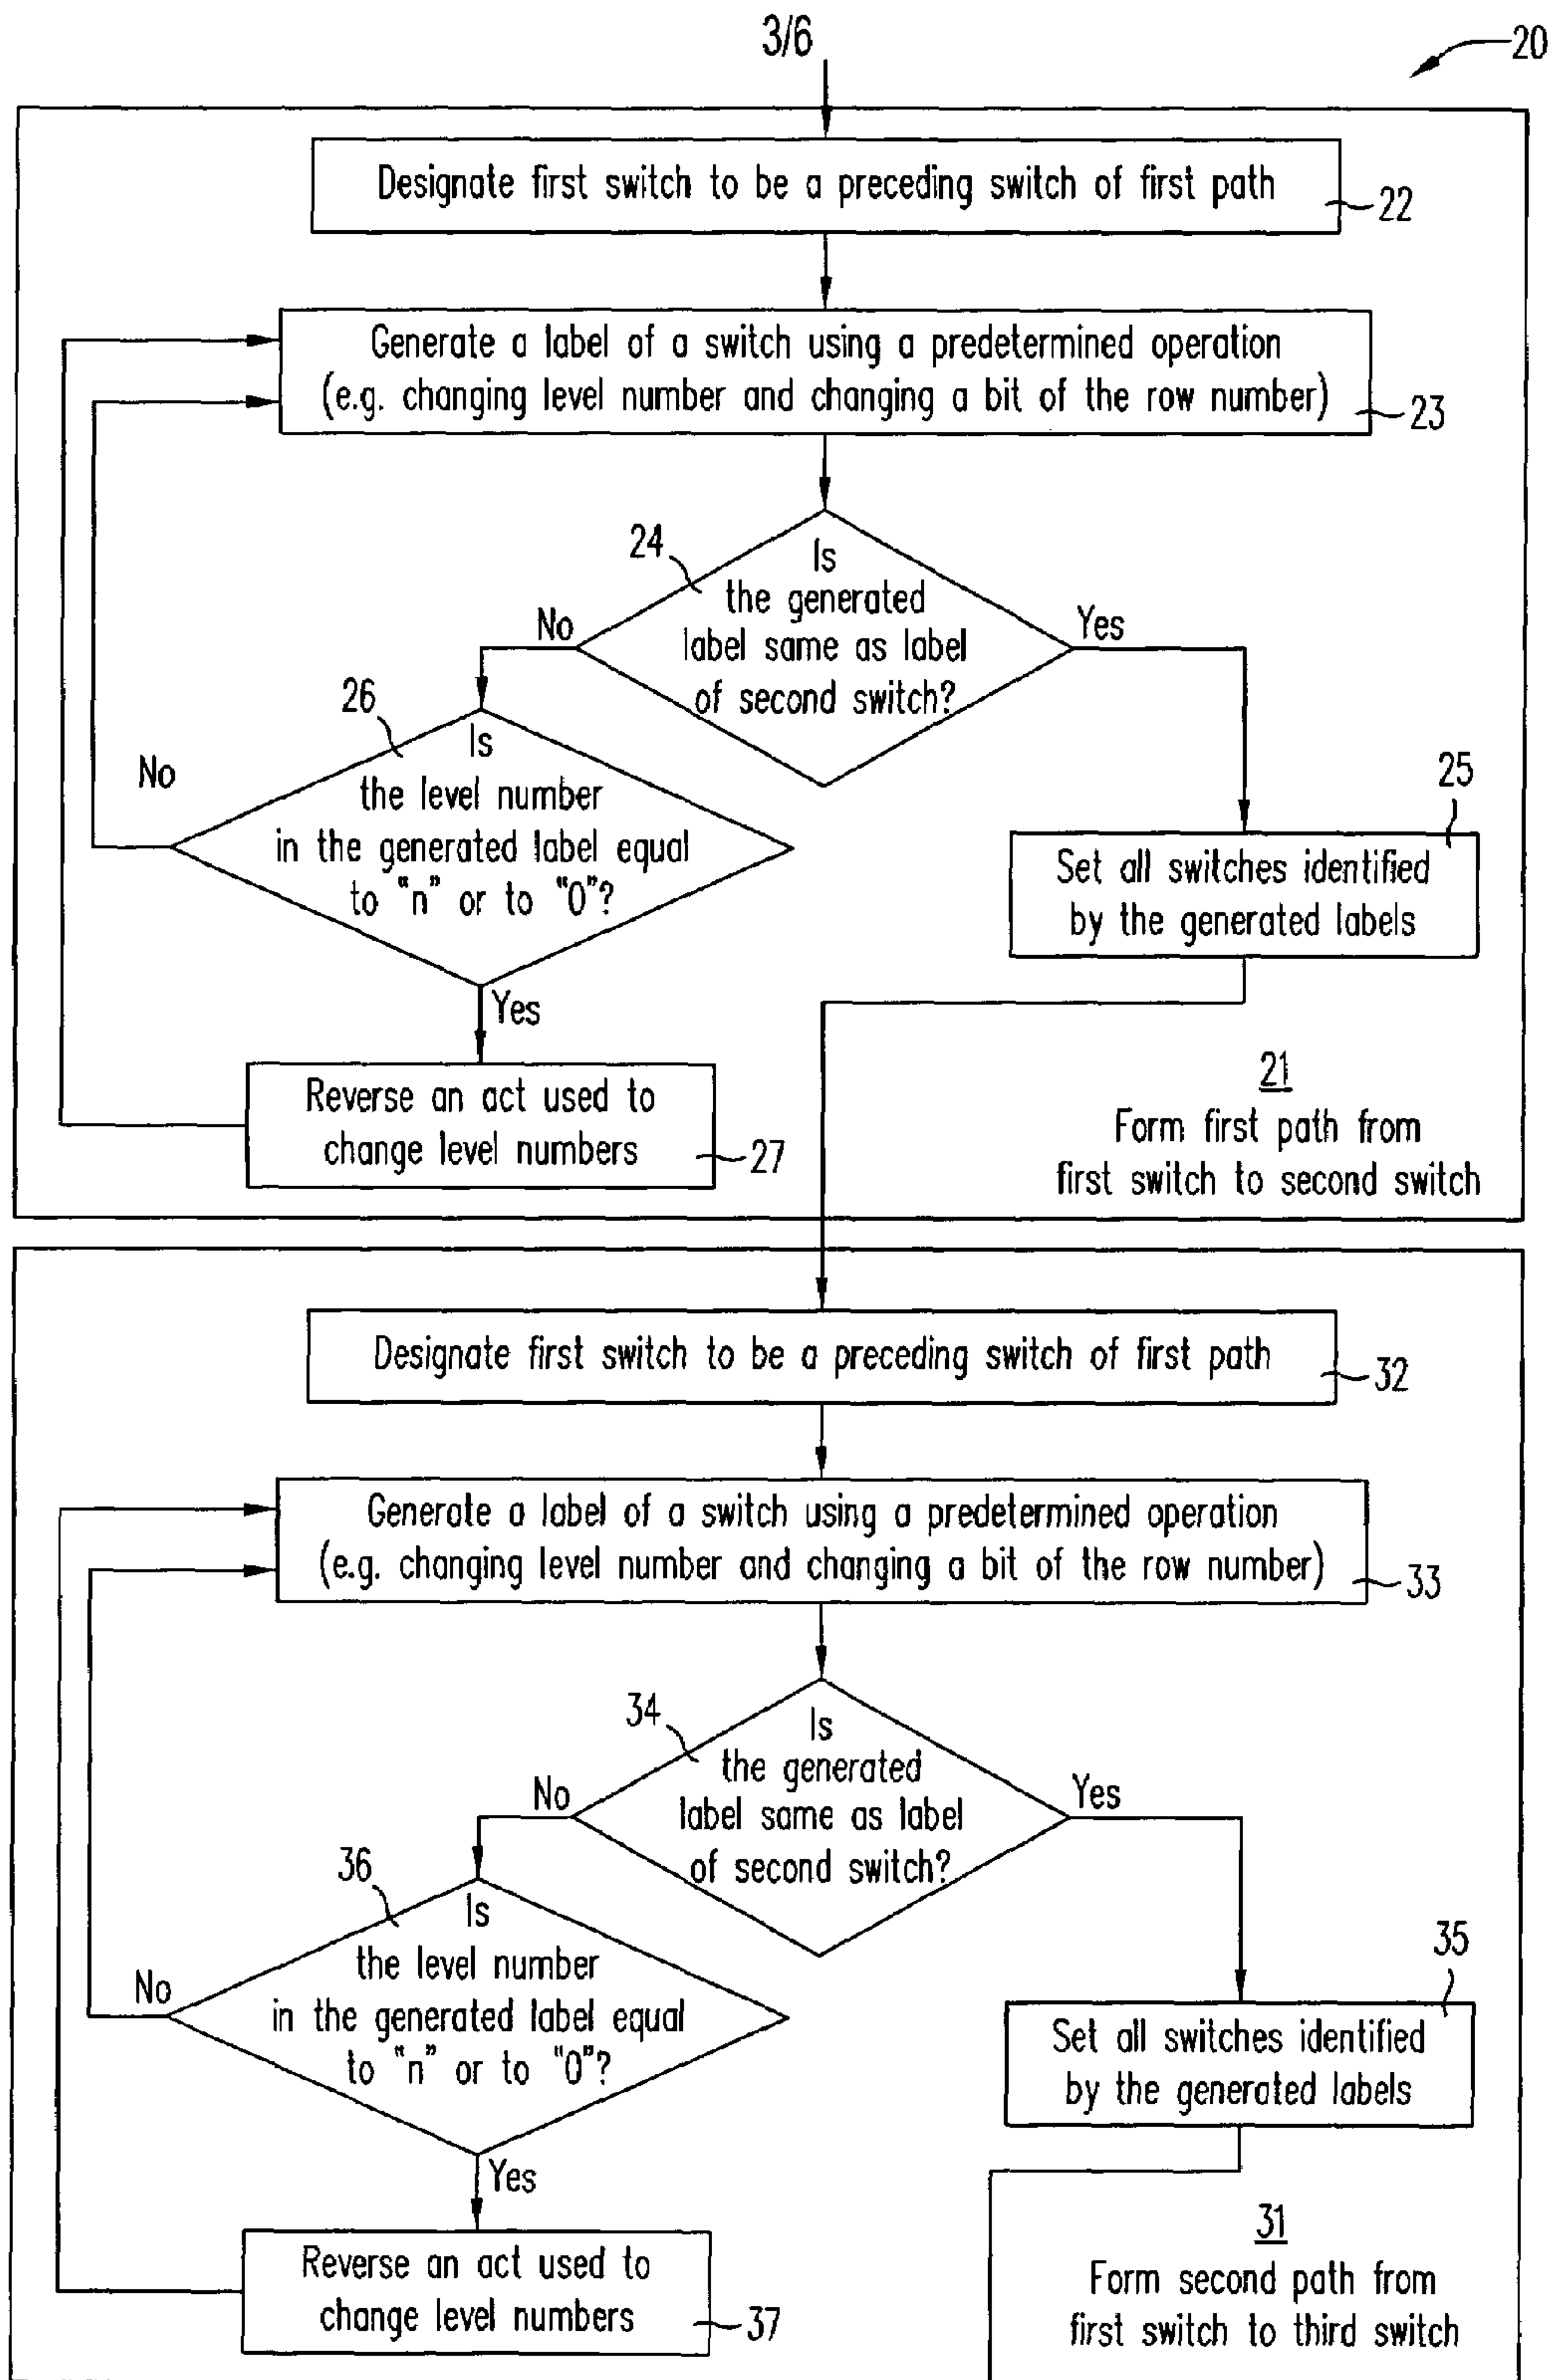 3/6
20
Designate first switch to be a preceding switch of first path
22
Generate a label of a switch using a predetermined operation
(e.g. changing level number and changing a bit of the row number)
23
24
Is
the generated
label same as label
of second switch?
No
Yes
26
Is
the level number
in the generated label equal
to "n" or to "0"?
No
Yes
25
Set all switches identified
by the generated labels
Reverse an act used to
change level numbers
27
21
Form first path from
first switch to second switch
Designate first switch to be a preceding switch of first path
32
Generate a label of a switch using a predetermined operation
(e.g. changing level number and changing a bit of the row number)
33
34
Is
the generated
label same as label
of second switch?
No
Yes
36
Is
the level number
in the generated label equal
to "n" or to "0"?
No
Yes
35
Set all switches identified
by the generated labels
Reverse an act used to
change level numbers
37
31
Form second path from
first switch to third switch